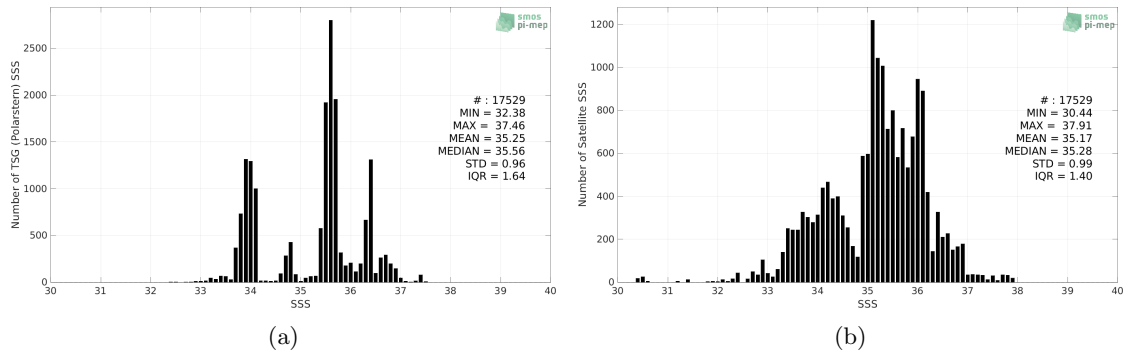 Number of TSG (Polarstern) SSS
2500
2000
1500
1000
500
0
30 31 32 33 34 35 36 37 38 39 40
SSS
smos
pi-mep
# : 17529
MIN = 32.38
MAX = 37.46
MEAN = 35.25
MEDIAN = 35.56
STD = 0.96
IQR = 1.64
(a)
Number of Satellite SSS
1200
1000
800
600
400
200
0
30 31 32 33 34 35 36 37 38 39 40
SSS
smos
pi-mep
# : 17529
MIN = 30.44
MAX = 37.91
MEAN = 35.17
MEDIAN = 35.28
STD = 0.99
IQR = 1.40
(b)